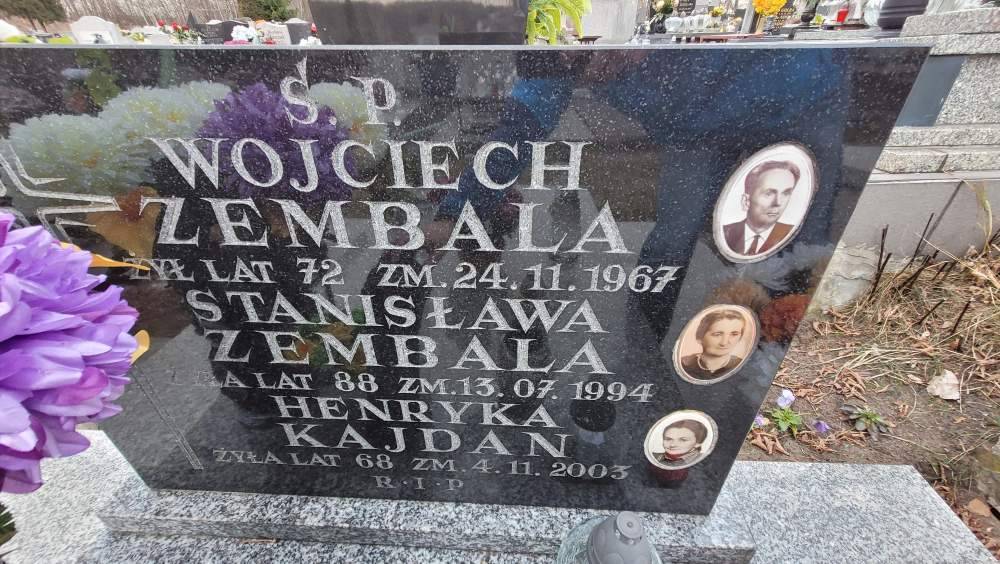 Ś. P.
WOJCIECH
ZEMBALA
ŻYŁ LAT 72 ZM. 24. 11. 1967
STANISŁAWA
ZEMBALA
ŻYŁA LAT 88 ZM. 13. 07. 1994
HENRYKA
KAJDAN
ŻYŁA LAT 68 ZM. 4. 11. 2003
R · I · P